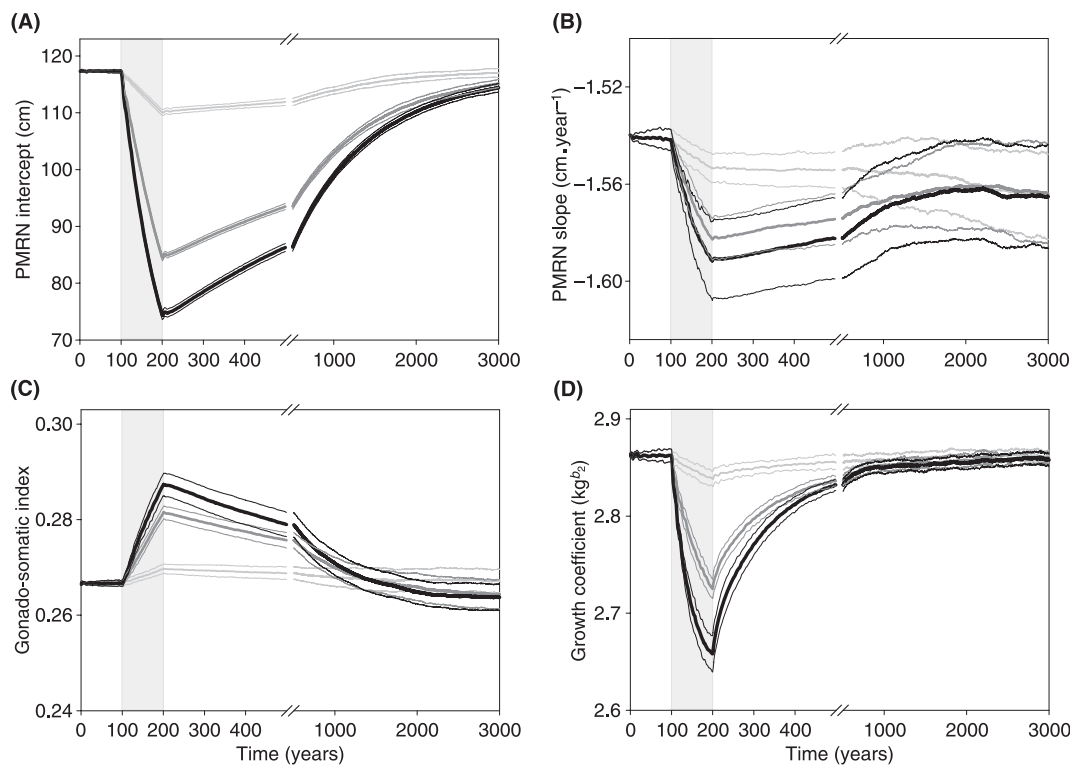 (A)
(B)
PMRN intercept (cm)
120
110
100
90
80
70
0 100 200 300 400 1000 2000 3000
PMRN slope (cm.year−1)
−1.52
−1.56
−1.60
0 100 200 300 400 1000 2000 3000
(C)
(D)
Gonado-somatic index
0.30
0.28
0.26
0.24
0 100 200 300 400 1000 2000 3000
Time (years)
Growth coefficient (kgb2)
2.9
2.8
2.7
2.6
0 100 200 300 400 1000 2000 3000
Time (years)